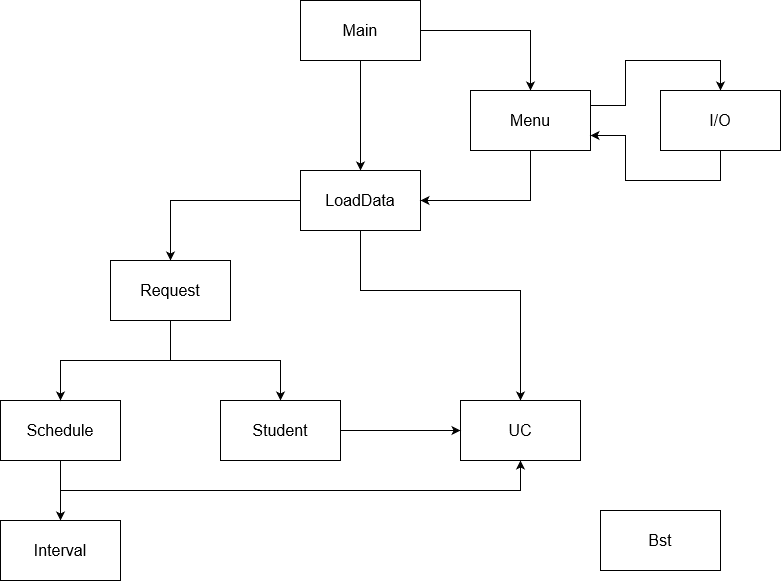 Main
Menu
I/O
LoadData
Request
Schedule
Student
UC
Interval
Bst